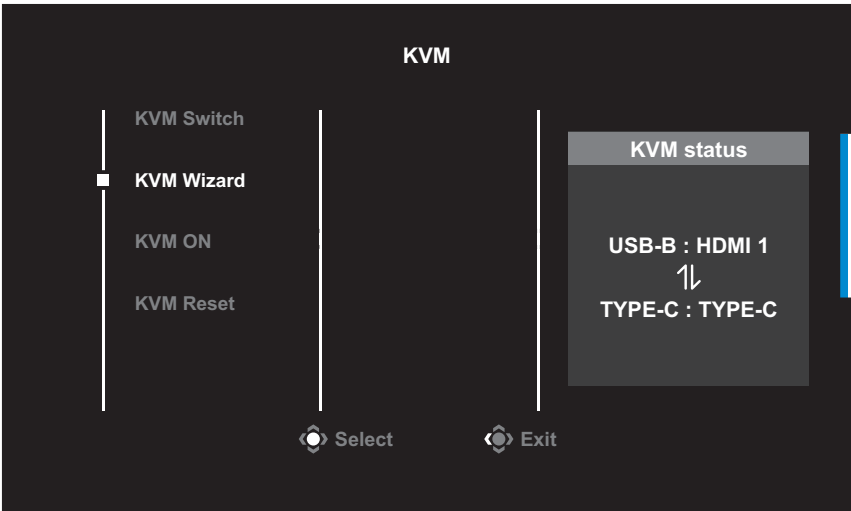 KVM
KVM Switch
KVM Wizard
KVM ON
KVM Reset
KVM status
USB-B : HDMI 1
TYPE-C : TYPE-C
Select
Exit